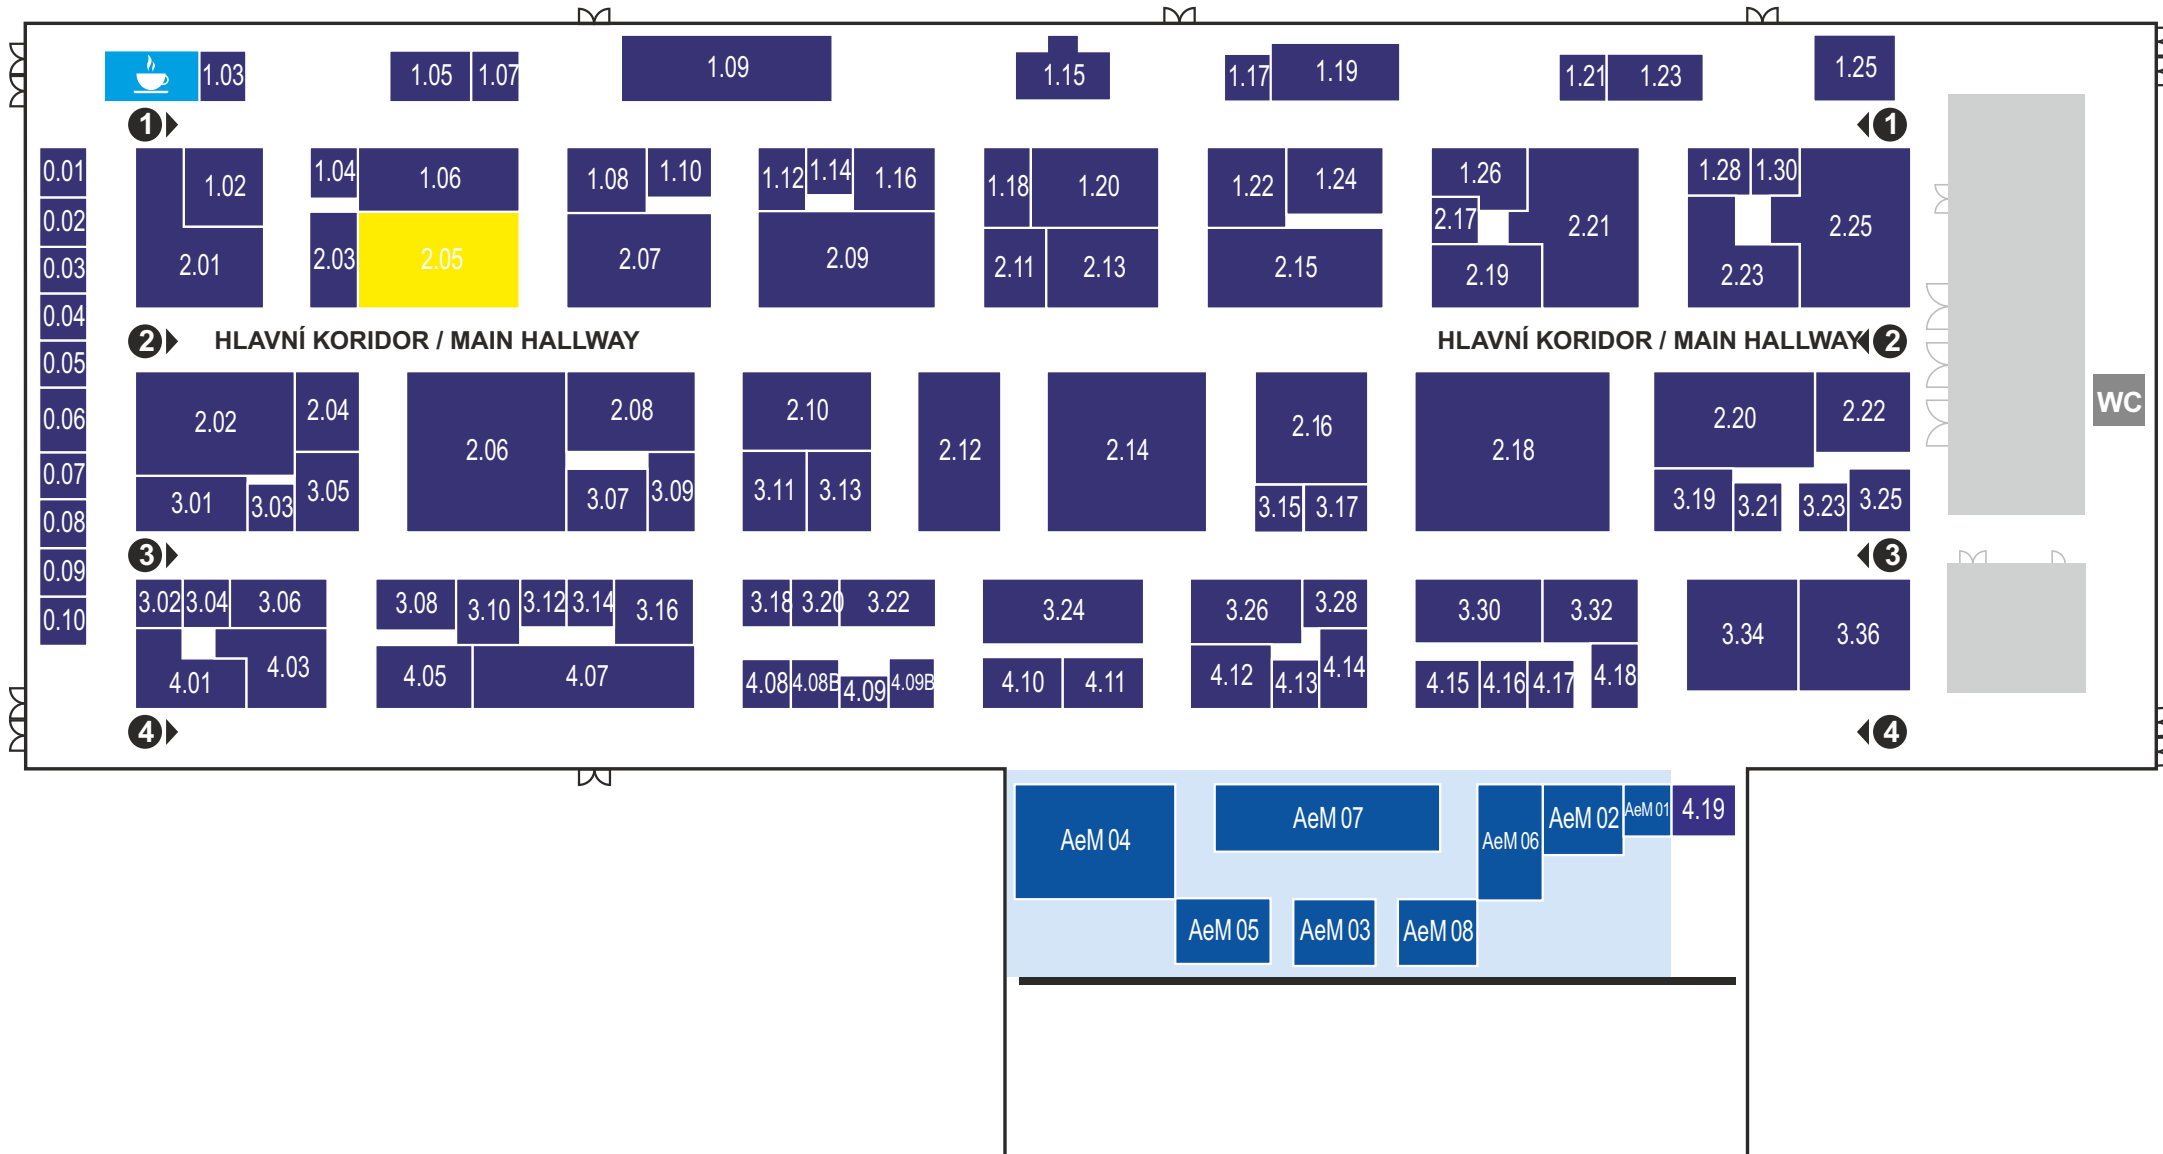 1.03 1.05 1.07 1.09 1.15 1.17 1.19 1.21 1.23 1.25
1 1
0.01 1.02 1.04 1.06 1.08 1.10 1.12 1.14 1.16 1.18 1.20 1.22 1.24 1.26 1.28 1.30
0.02 2.17 2.21 2.25
0.03 2.01 2.03 2.05 2.07 2.09 2.11 2.13 2.15 2.19 2.23
0.04
2 HLAVNÍ KORIDOR / MAIN HALLWAY HLAVNÍ KORIDOR / MAIN HALLWAY 2
0.05
0.06 2.02 2.04 2.08 2.10 2.16 2.20 2.22 WC
2.06 2.12 2.14 2.18
0.07 3.01 3.03 3.05 3.07 3.09 3.11 3.13 3.15 3.17 3.19 3.21 3.23 3.25
0.08
3 3
0.09
3.02 3.04 3.06 3.08 3.10 3.12 3.14 3.16 3.18 3.20 3.22 3.24 3.26 3.28 3.30 3.32
0.10 3.34 3.36
4.01 4.03 4.05 4.07 4.08 4.08B 4.09 4.09B 4.10 4.11 4.12 4.13 4.14 4.15 4.16 4.17 4.18
4 4
AeM 04 AeM 07 AeM 06 AeM 02 AeM 01 4.19
AeM 05 AeM 03 AeM 08